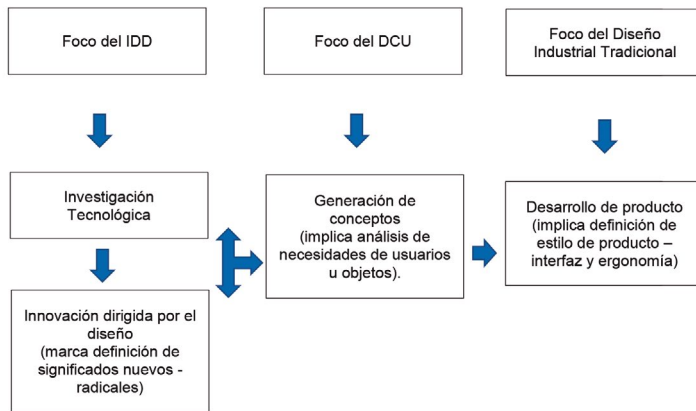 Foco del IDD
Foco del DCU
Foco del Diseño
Industrial Tradicional
Investigación
Tecnológica
Generación de
conceptos
(implica análisis de
necesidades de usuarios
u objetos).
Desarrollo de producto
(implica definición de
estilo de producto –
interfaz y ergonomía)
Innovación dirigida por el
diseño
(marca definición de
significados nuevos -
radicales)